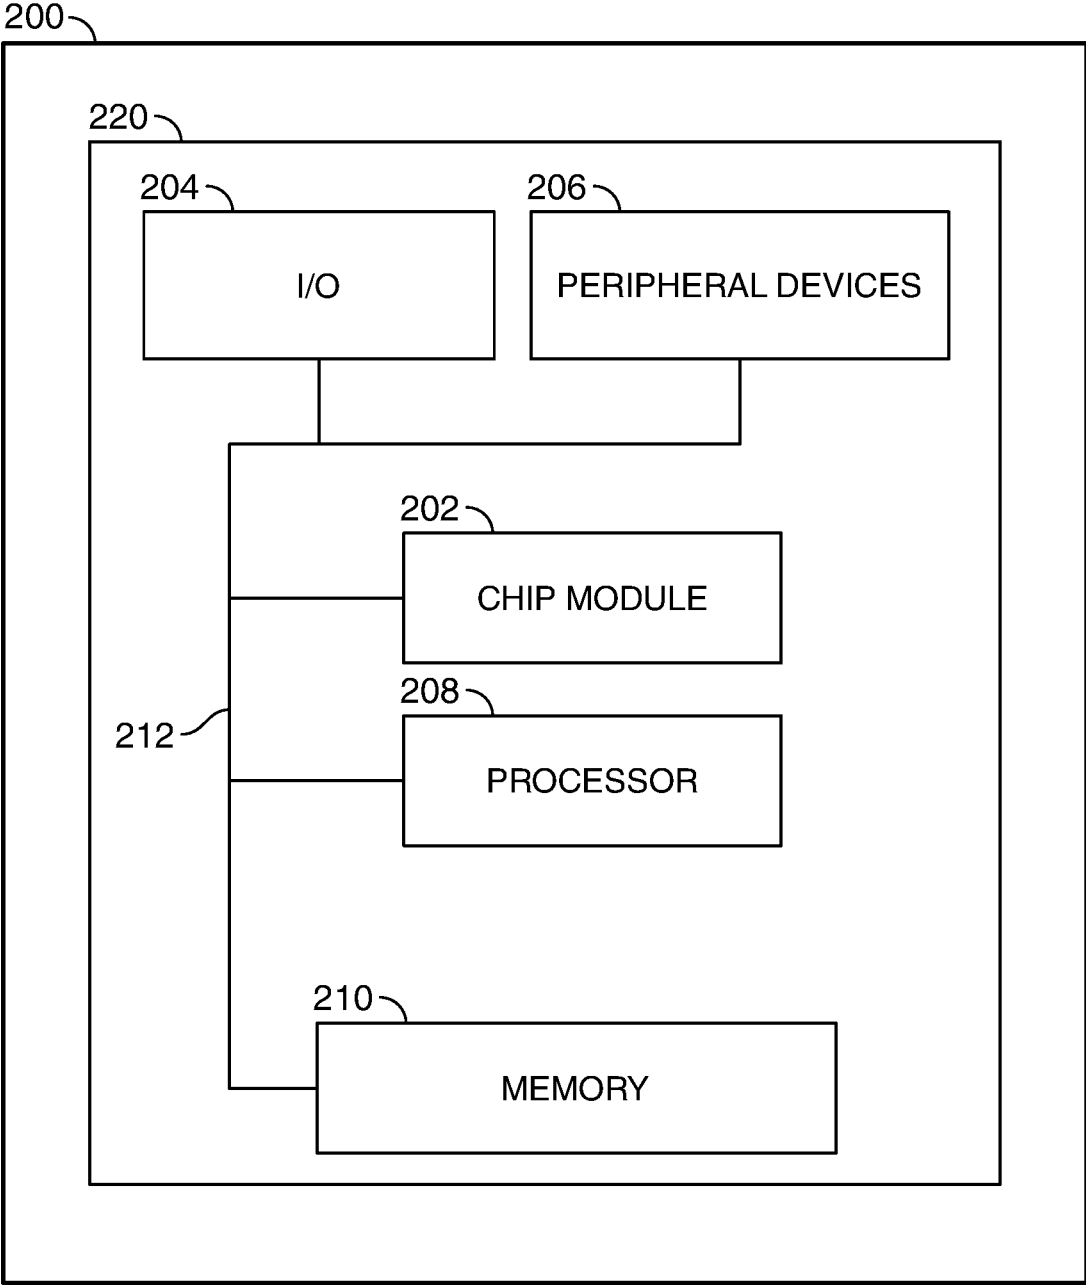 200
220
204
206
I/O
PERIPHERAL DEVICES
202
CHIP MODULE
208
212
PROCESSOR
210
MEMORY